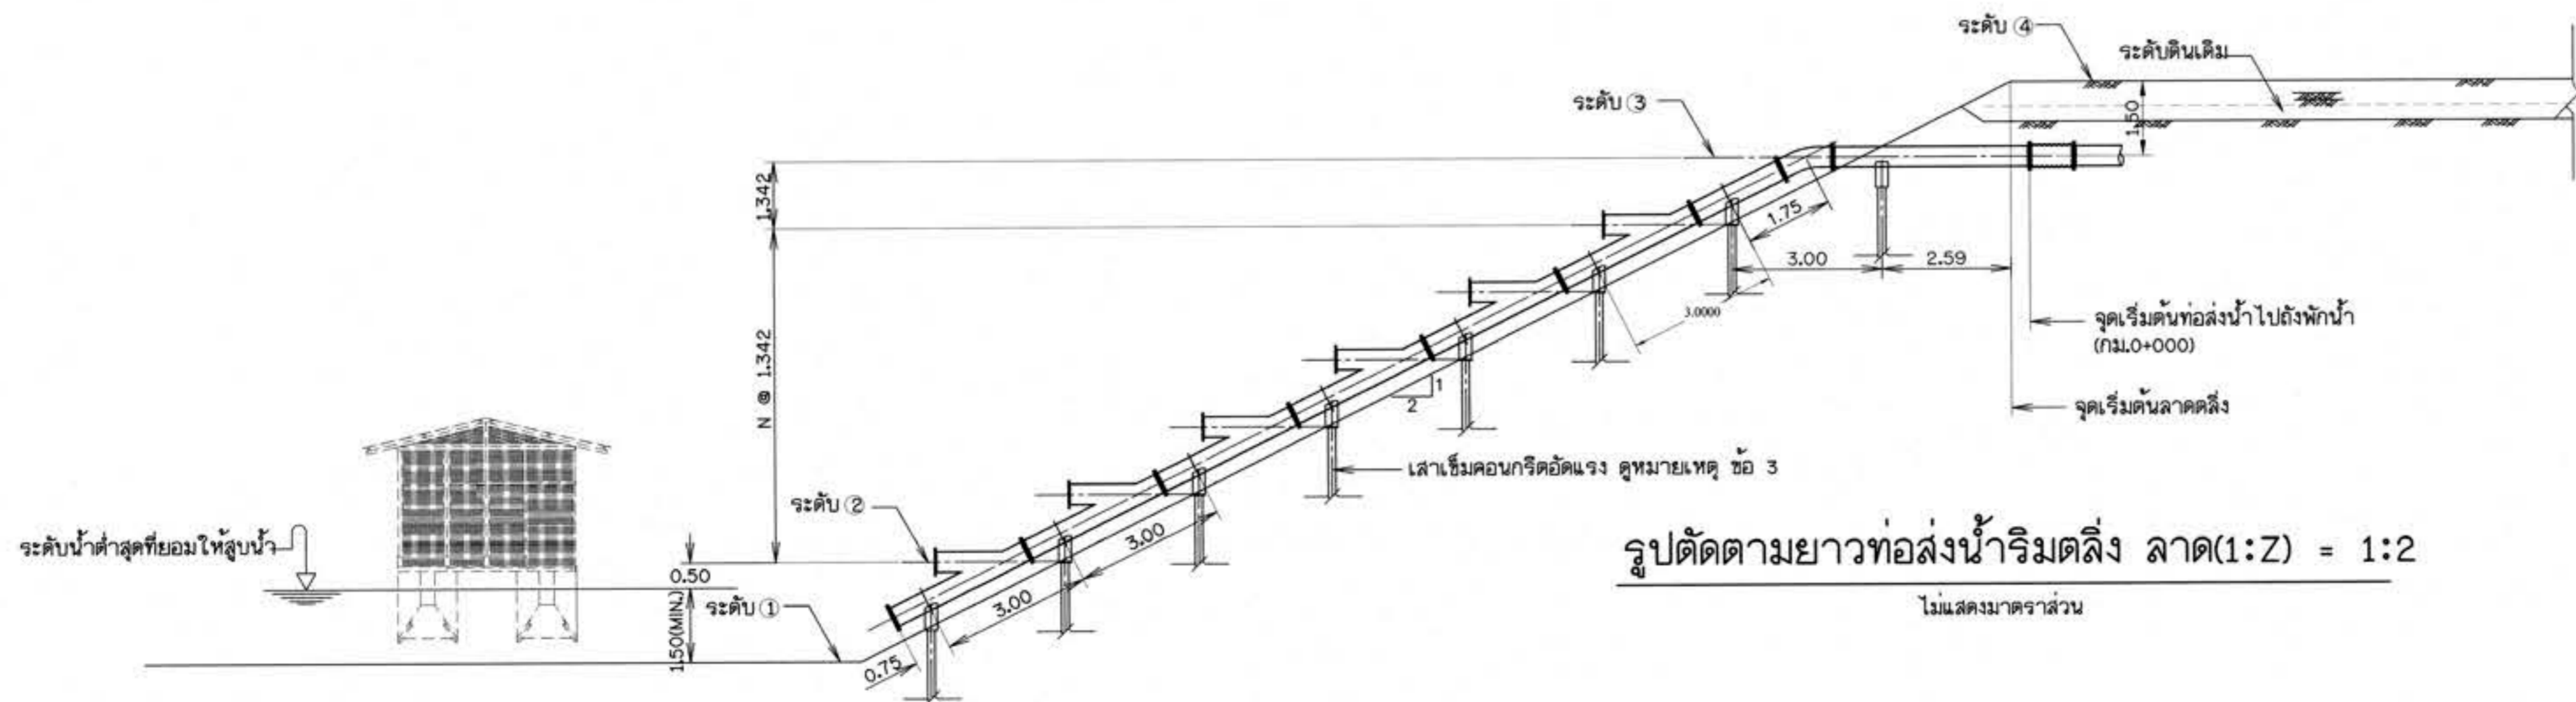 ระดับ ④
ระดับดินเดิม
ระดับ ③
1.50
1.342
1.75
3.00
2.59
3.0000
จุดเริ่มต้นท่อส่งน้ำไปถังพักน้ำ
(กม.0+000)
N @ 1.342
1
2
จุดเริ่มต้นลาดตลิ่ง
เสาเข็มคอนกรีตอัดแรง ดูหมายเหตุ ข้อ 3
ระดับ ②
3.00
ระดับน้ำต่ำสุดที่ยอมให้สูบน้ำ
0.50
รูปตัดตามยาวท่อส่งน้ำริมตลิ่ง ลาด(1:Z) = 1:2
1.50(MIN.)
ระดับ ①
3.00
ไม่แสดงมาตราส่วน
0.75